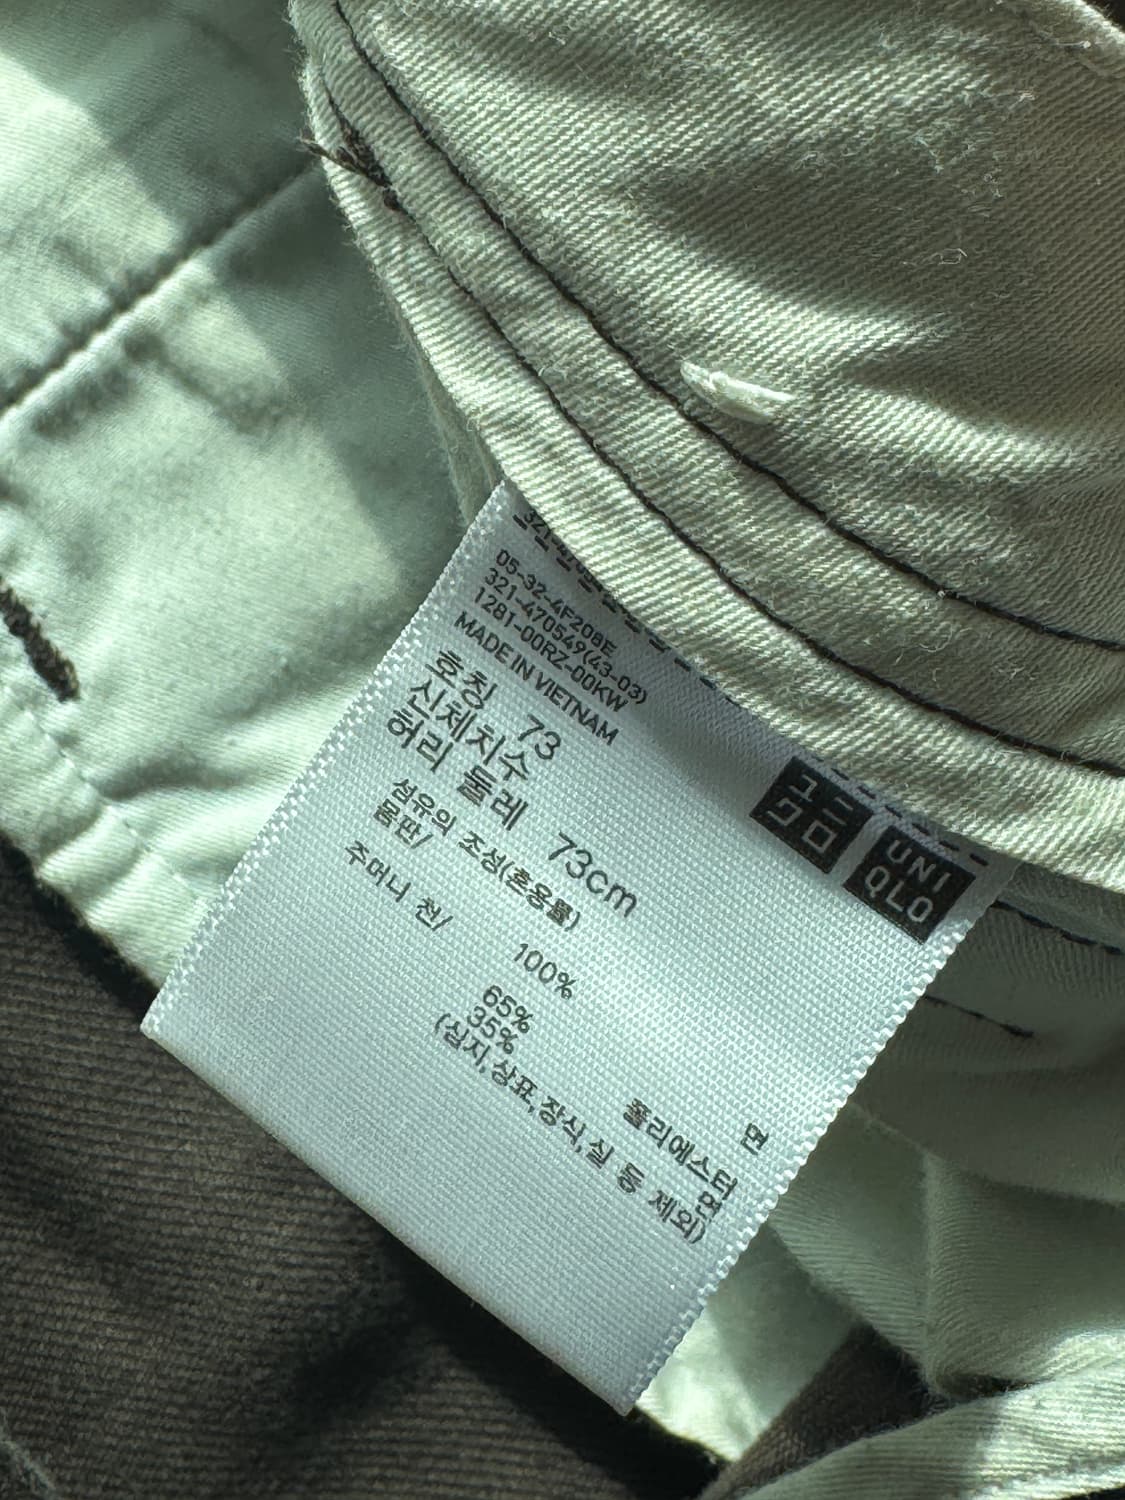 05-32-4F208E
321-470549(43-03)
1281-00RZ-00KW
MADE IN VIETNAM
호칭 73
신체치수
허리 둘레 73cm
섬유의 조성(혼용률)
몸판/
100% 면
주머니 천/
65% 폴리에스터
35% 면
(심지,상표,장식,실 등 제외)
ユニ
クロ
UNI
QLO